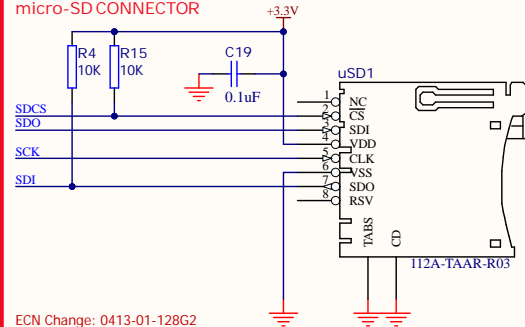 micro-SD CONNECTOR
+3.3V
R4
10K
R15
10K
C19
0.1uF
uSD1
SDCS
SDO
SCK
SDI
1 NC
2 CS
3 SDI
4 VDD
5 CLK
6 VSS
7 SDO
8 RSV
TABS
CD
112A-TAAR-R03
ECN Change: 0413-01-128G2